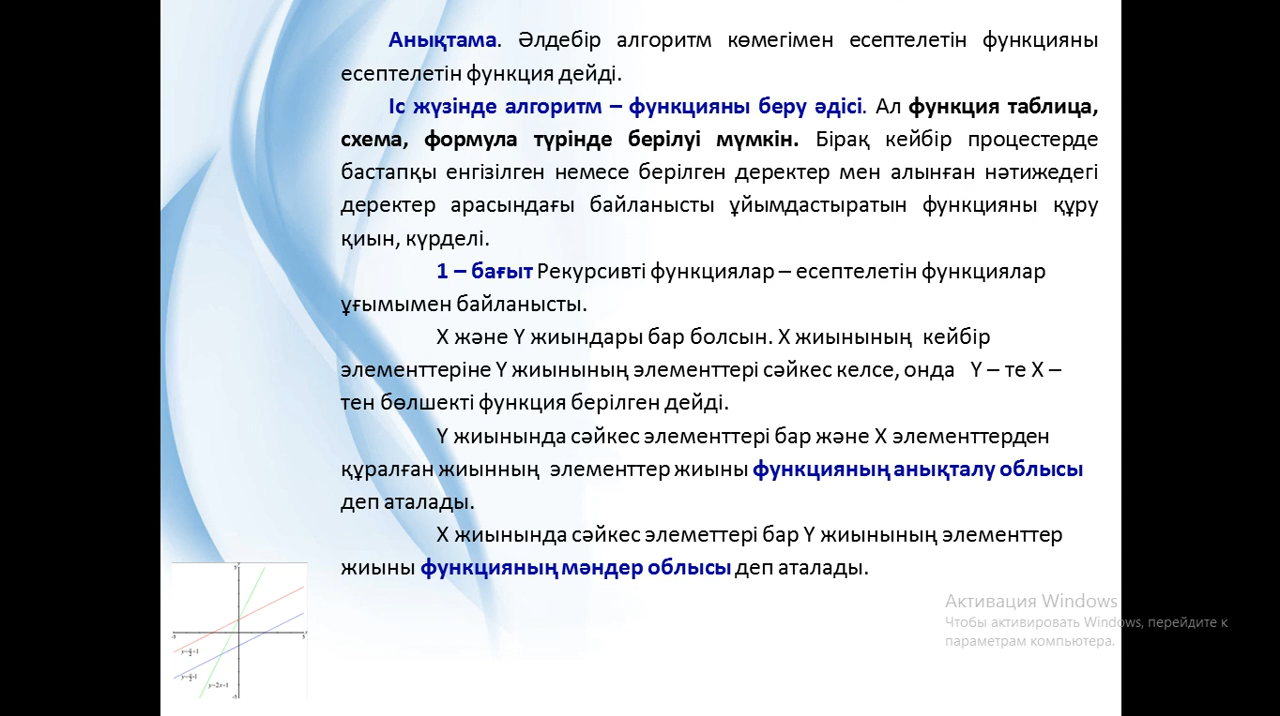 Анықтама. Әлдебір алгоритм көмегімен есептелетін функцияны
есептелетін функция дейді.
Іс жүзінде алгоритм – функцияны беру әдісі. Ал функция таблица,
схема, формула түрінде берілуі мүмкін. Бірақ кейбір процестерде
бастапқы енгізілген немесе берілген деректер мен алынған нәтижедегі
деректер арасындағы байланысты ұйымдастыратын функцияны құру
қиын, күрделі.
1 – бағыт Рекурсивті функциялар – есептелетін функциялар
ұғымымен байланысты.
X және Y жиындары бар болсын. X жиынының кейбір
элементтеріне Y жиынының элементтері сәйкес келсе, онда Y – те X –
тен бөлшекті функция берілген дейді.
Y жиынында сәйкес элементтері бар және X элементтерден
құралған жиынның элементтер жиыны функцияның анықталу облысы
деп аталады.
X жиынында сәйкес элеметтері бар Y жиынының элементтер
жиыны функцияның мәндер облысы деп аталады.
Активация Windows
Чтобы активировать Windows, перейдите к
параметрам компьютера.
y=2x+1